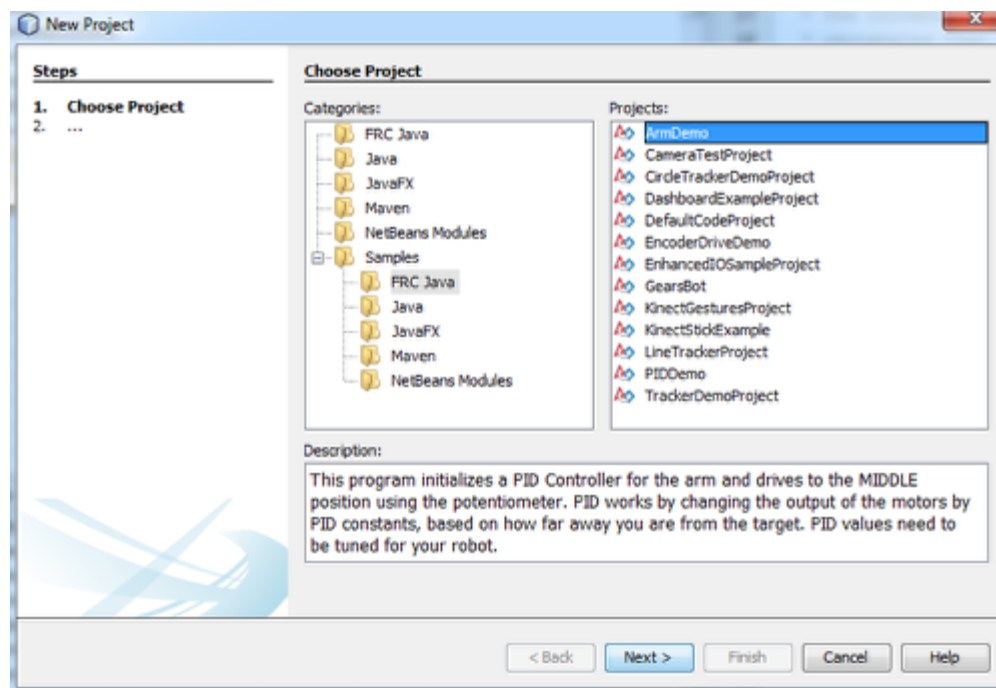 New Project
Steps
1. Choose Project
2. ...
Choose Project
Categories:
FRC Java
Java
JavaFX
Maven
NetBeans Modules
Samples
FRC Java
Java
JavaFX
Maven
NetBeans Modules
Projects:
ArmDemo
CameraTestProject
CircleTrackerDemoProject
DashboardExampleProject
DefaultCodeProject
EncoderDriveDemo
EnhancedIOSampleProject
GearsBot
KinectGesturesProject
KinectStickExample
LineTrackerProject
PIDDemo
TrackerDemoProject
Description:
This program initializes a PID Controller for the arm and drives to the MIDDLE
position using the potentiometer. PID works by changing the output of the motors by
PID constants, based on how far away you are from the target. PID values need to
be tuned for your robot.
< Back
Next >
Finish
Cancel
Help